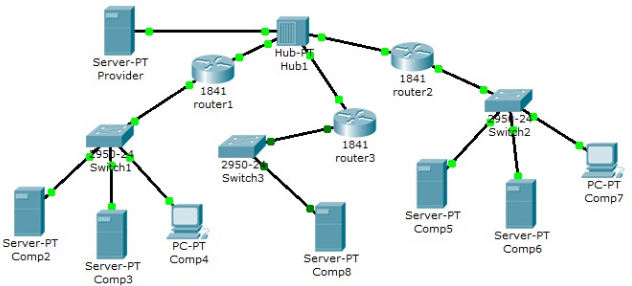 Server-PT
Provider
Hub-PT
Hub1
1841
router1
1841
router2
1841
router3
2950-24
Switch1
2950-24
Switch2
2950-24
Switch3
Server-PT
Comp2
Server-PT
Comp3
PC-PT
Comp4
Server-PT
Comp8
Server-PT
Comp5
Server-PT
Comp6
PC-PT
Comp7